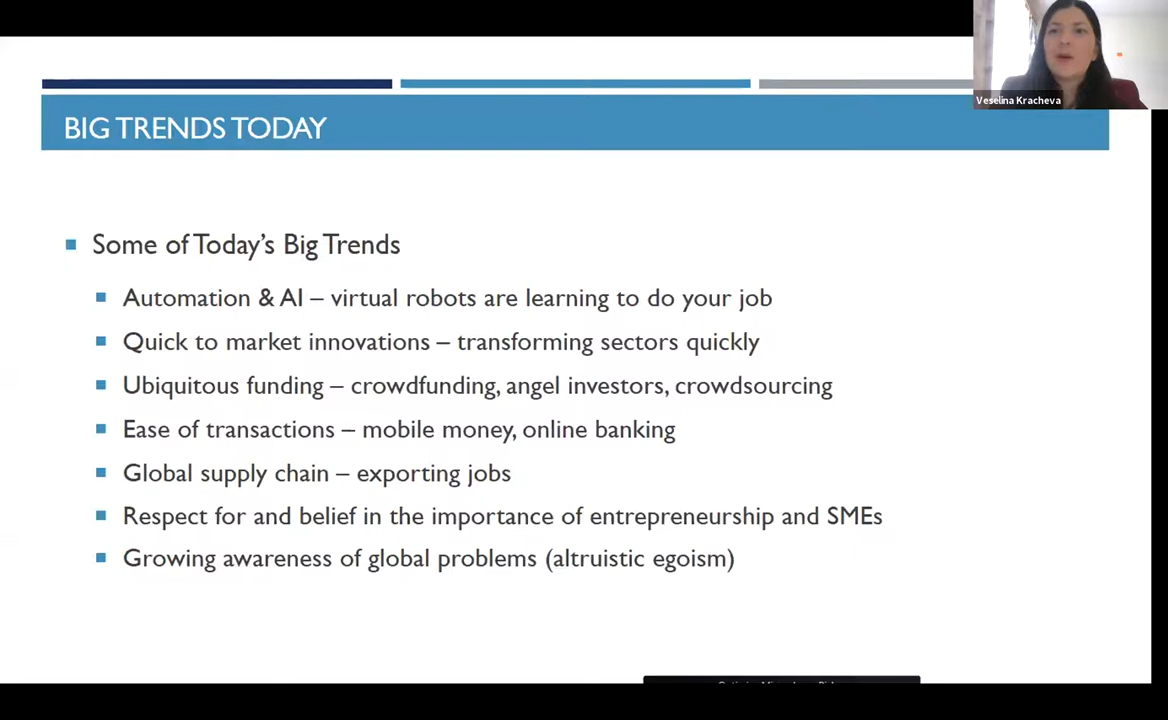 Veselina Kracheva
BIG TRENDS TODAY
Some of Today's Big Trends
Automation & AI – virtual robots are learning to do your job
Quick to market innovations – transforming sectors quickly
Ubiquitous funding – crowdfunding, angel investors, crowdsourcing
Ease of transactions – mobile money, online banking
Global supply chain – exporting jobs
Respect for and belief in the importance of entrepreneurship and SMEs
Growing awareness of global problems (altruistic egoism)